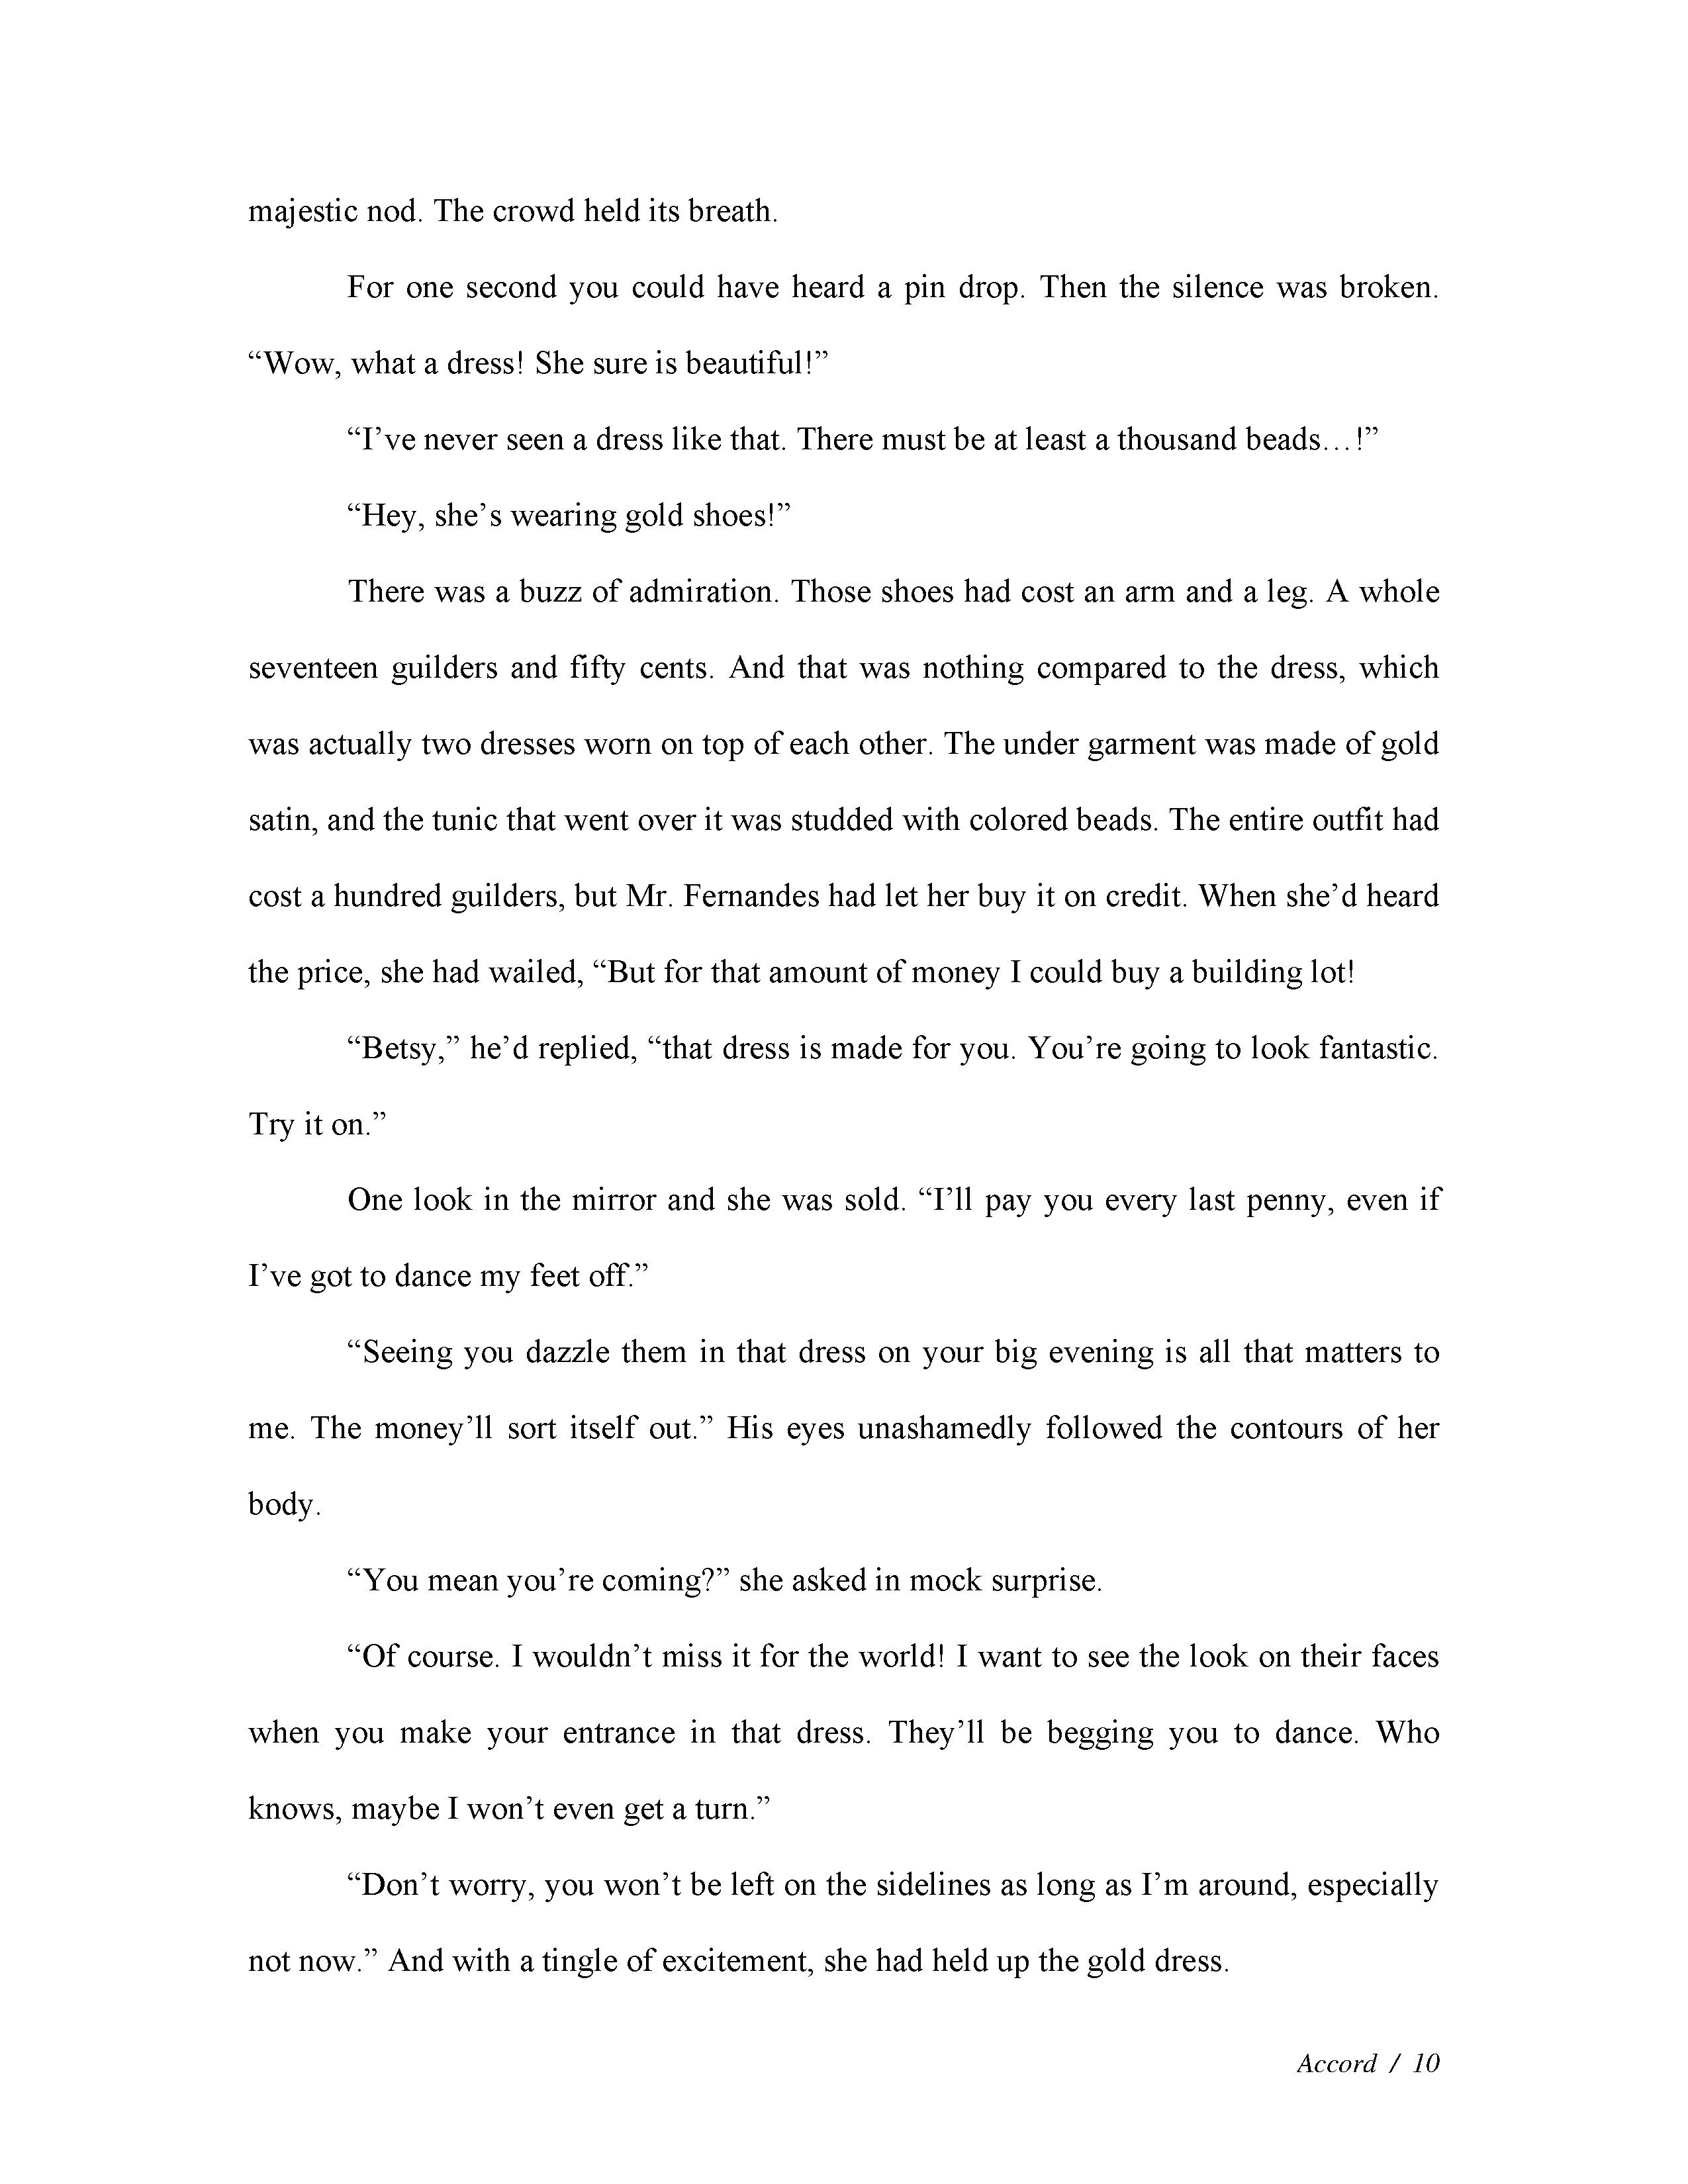 majestic nod. The crowd held its breath.
For one second you could have heard a pin drop. Then the silence was broken.
“Wow, what a dress! She sure is beautiful!”
“I’ve never seen a dress like that. There must be at least a thousand beads…!”
“Hey, she’s wearing gold shoes!”
There was a buzz of admiration. Those shoes had cost an arm and a leg. A whole
seventeen guilders and fifty cents. And that was nothing compared to the dress, which
was actually two dresses worn on top of each other. The under garment was made of gold
satin, and the tunic that went over it was studded with colored beads. The entire outfit had
cost a hundred guilders, but Mr. Fernandes had let her buy it on credit. When she’d heard
the price, she had wailed, “But for that amount of money I could buy a building lot!
“Betsy,” he’d replied, “that dress is made for you. You’re going to look fantastic.
Try it on.”
One look in the mirror and she was sold. “I’ll pay you every last penny, even if
I’ve got to dance my feet off.”
“Seeing you dazzle them in that dress on your big evening is all that matters to
me. The money’ll sort itself out.” His eyes unashamedly followed the contours of her
body.
“You mean you’re coming?” she asked in mock surprise.
“Of course. I wouldn’t miss it for the world! I want to see the look on their faces
when you make your entrance in that dress. They’ll be begging you to dance. Who
knows, maybe I won’t even get a turn.”
“Don’t worry, you won’t be left on the sidelines as long as I’m around, especially
not now.” And with a tingle of excitement, she had held up the gold dress.
Accord / 10